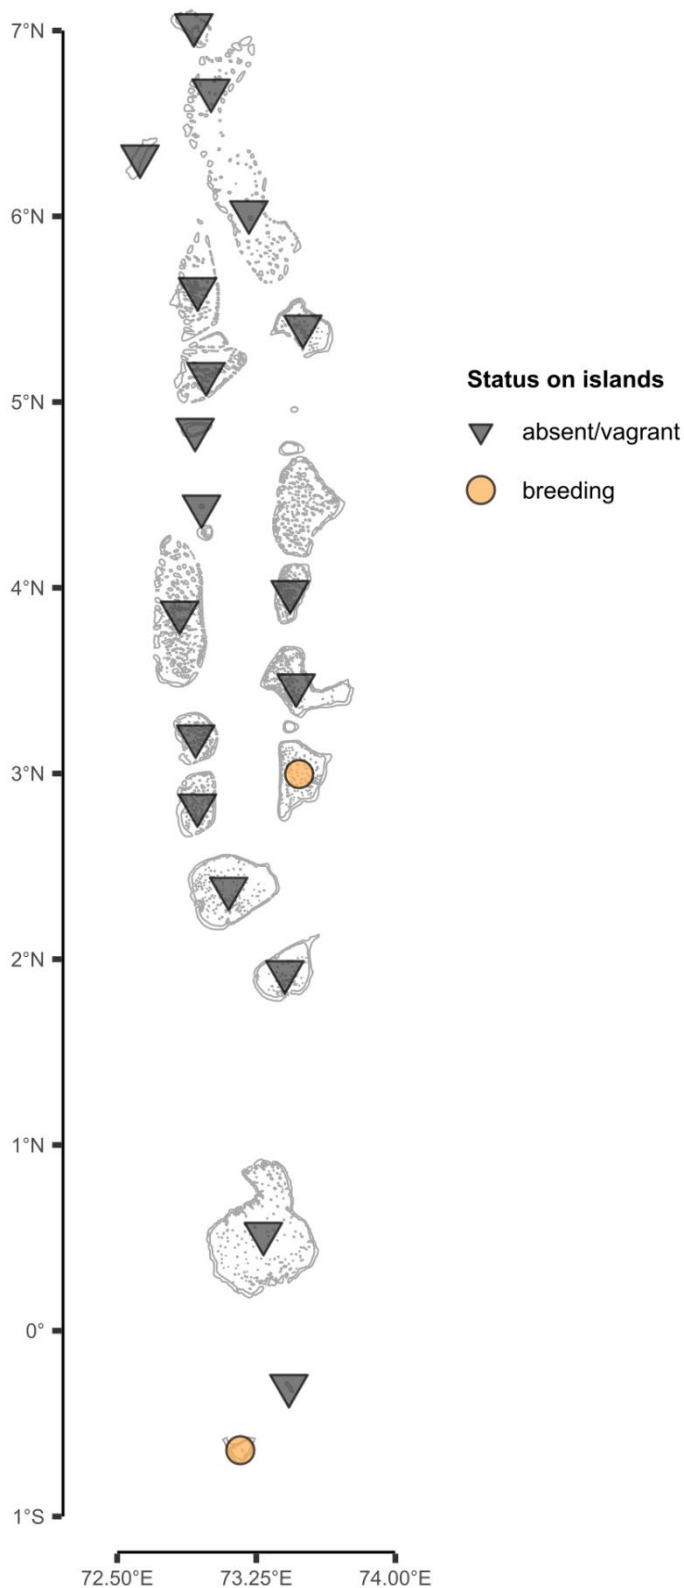 7°N
6°N
5°N
Status on islands
absent/vagrant
breeding
4°N
3°N
2°N
1°N
0°
1°S
72.50°E 73.25°E 74.00°E